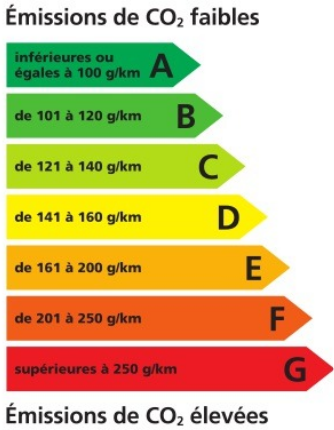 Émissions de CO₂ faibles
inférieures ou
égales à 100 g/km A
de 101 à 120 g/km B
de 121 à 140 g/km C
de 141 à 160 g/km D
de 161 à 200 g/km E
de 201 à 250 g/km F
supérieures à 250 g/km G
Émissions de CO₂ élevées